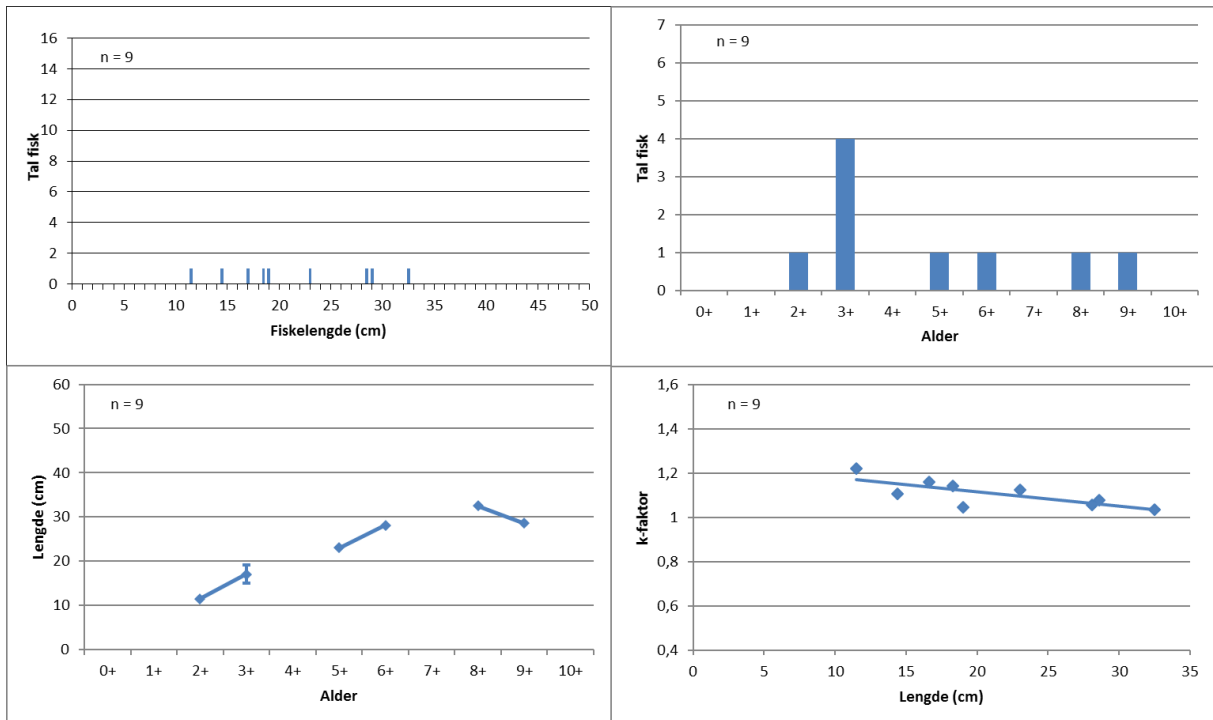 n = 9
Tal fisk
16
14
12
10
8
6
4
2
0
0 5 10 15 20 25 30 35 40 45 50
Fiskelengde (cm)
n = 9
Tal fisk
7
6
5
4
3
2
1
0
0+ 1+ 2+ 3+ 4+ 5+ 6+ 7+ 8+ 9+ 10+
Alder
n = 9
Lengde (cm)
60
50
40
30
20
10
0
0+ 1+ 2+ 3+ 4+ 5+ 6+ 7+ 8+ 9+ 10+
Alder
n = 9
k-faktor
1,6
1,4
1,2
1
0,8
0,6
0,4
0 5 10 15 20 25 30 35
Lengde (cm)